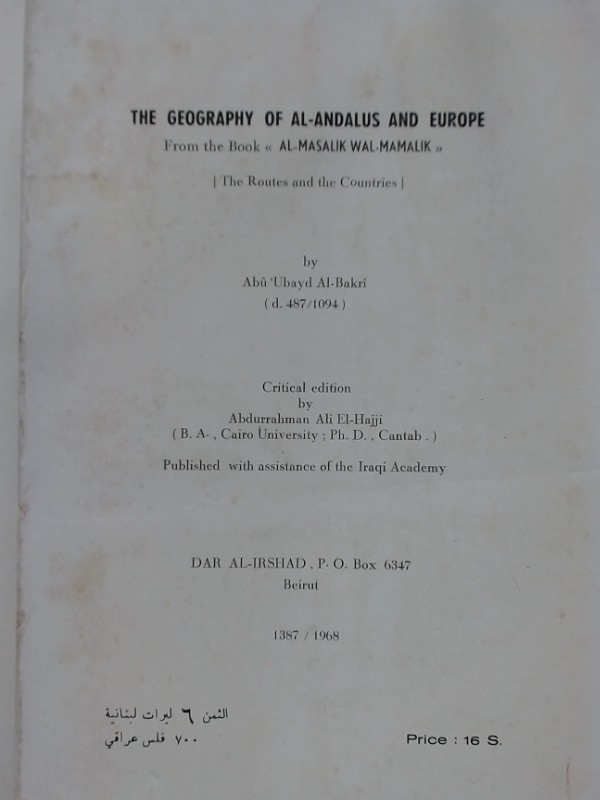 THE GEOGRAPHY OF AL-ANDALUS AND EUROPE
From the Book « AL-MASALIK WAL-MAMALIK »
[ The Routes and the Countries ]
by
Abû ‘Ubayd Al-Bakrî
( d. 487/1094 )
Critical edition
by
Abdurrahman Ali El-Hajji
( B. A. , Cairo University ; Ph. D. , Cantab . )
Published with assistance of the Iraqi Academy
DAR AL-IRSHAD , P. O. Box 6347
Beirut
1387 / 1968
الثمن ٦ ليرات لبنانية
٧٠٠ فلس عراقي
Price : 16 S.